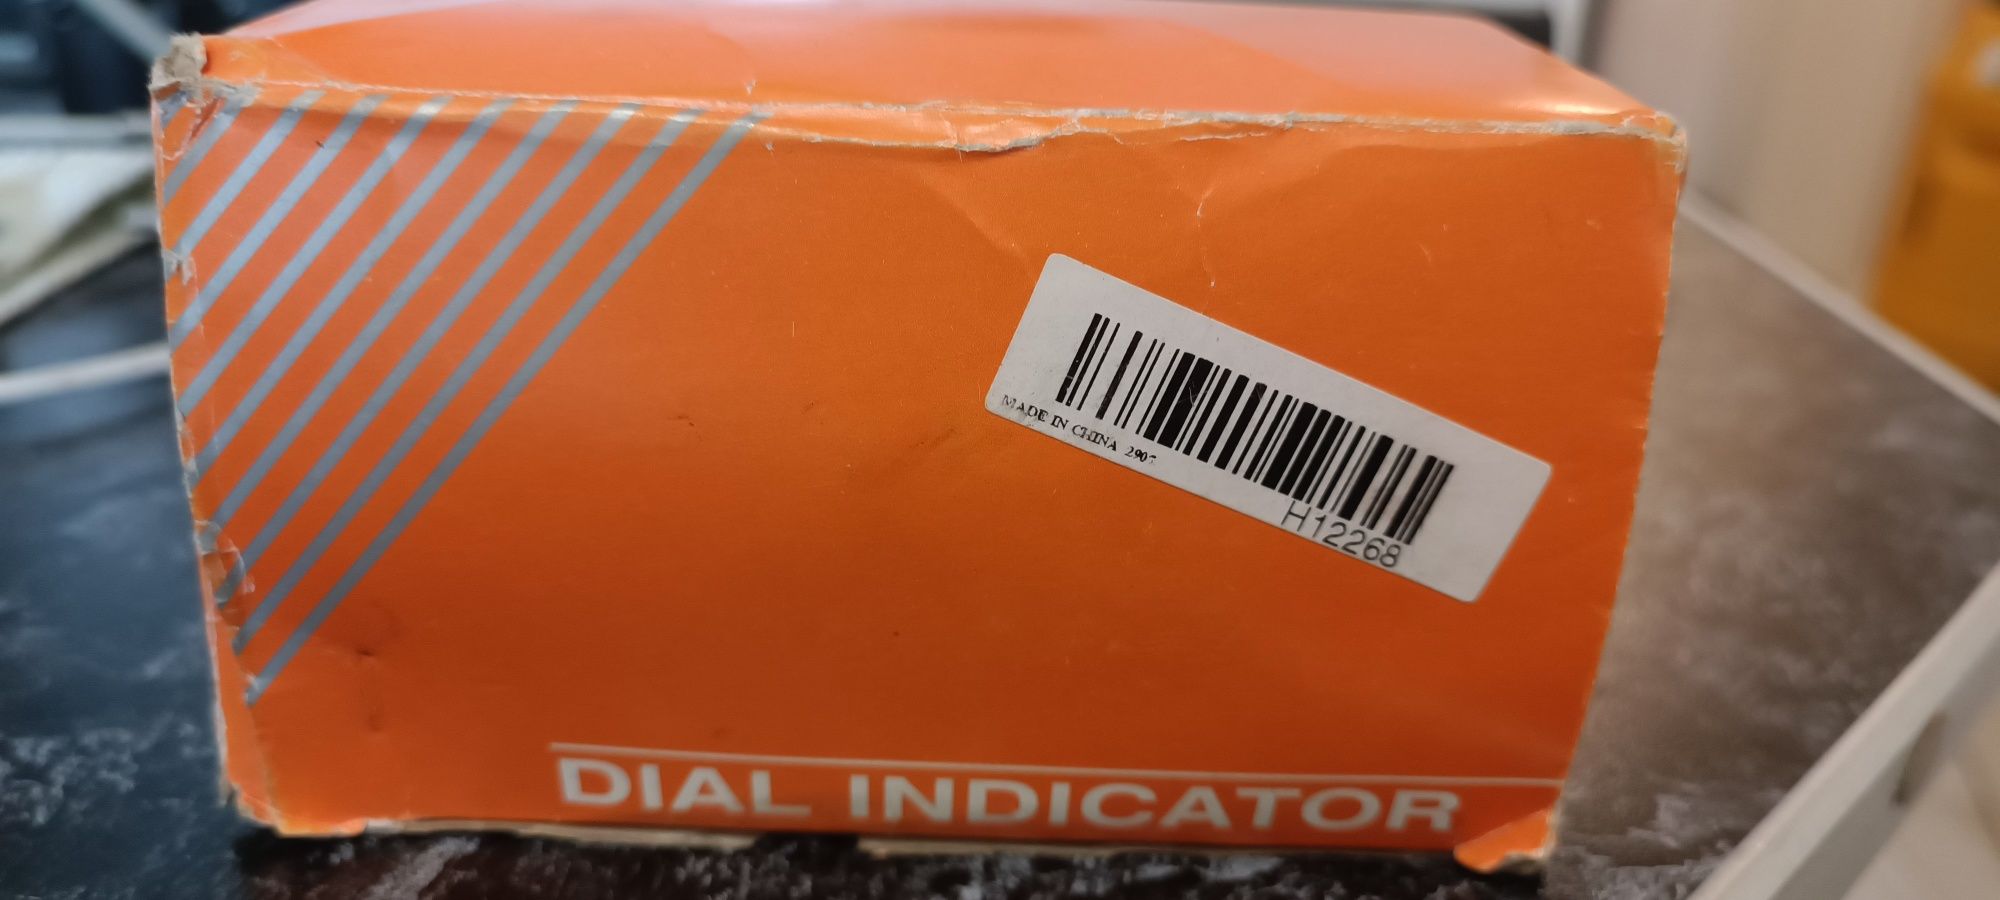 MADE IN CHINA
H12268
DIAL INDICATOR